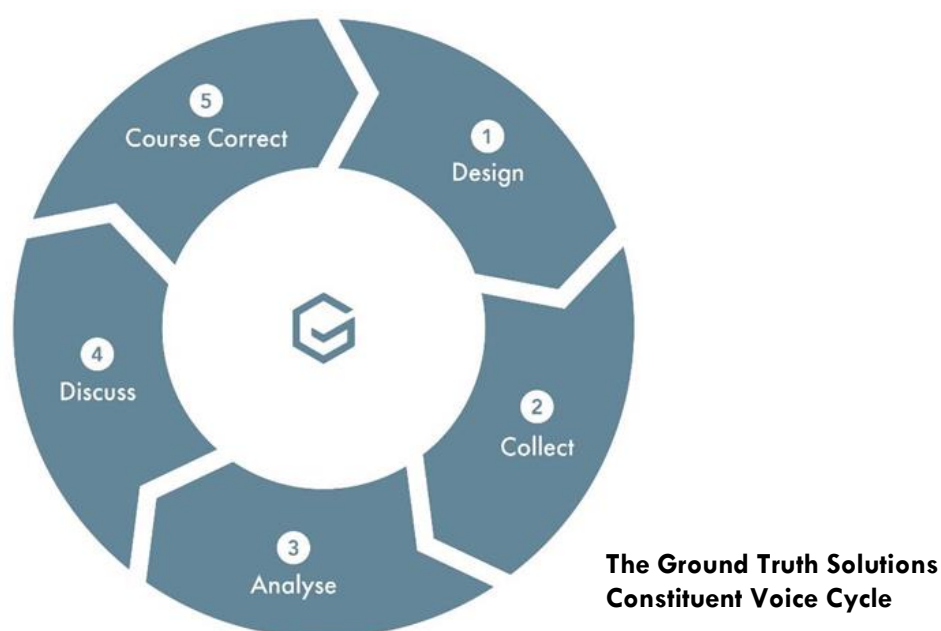 1
Design
2
Collect
3
Analyse
4
Discuss
5
Course Correct
The Ground Truth Solutions
Constituent Voice Cycle